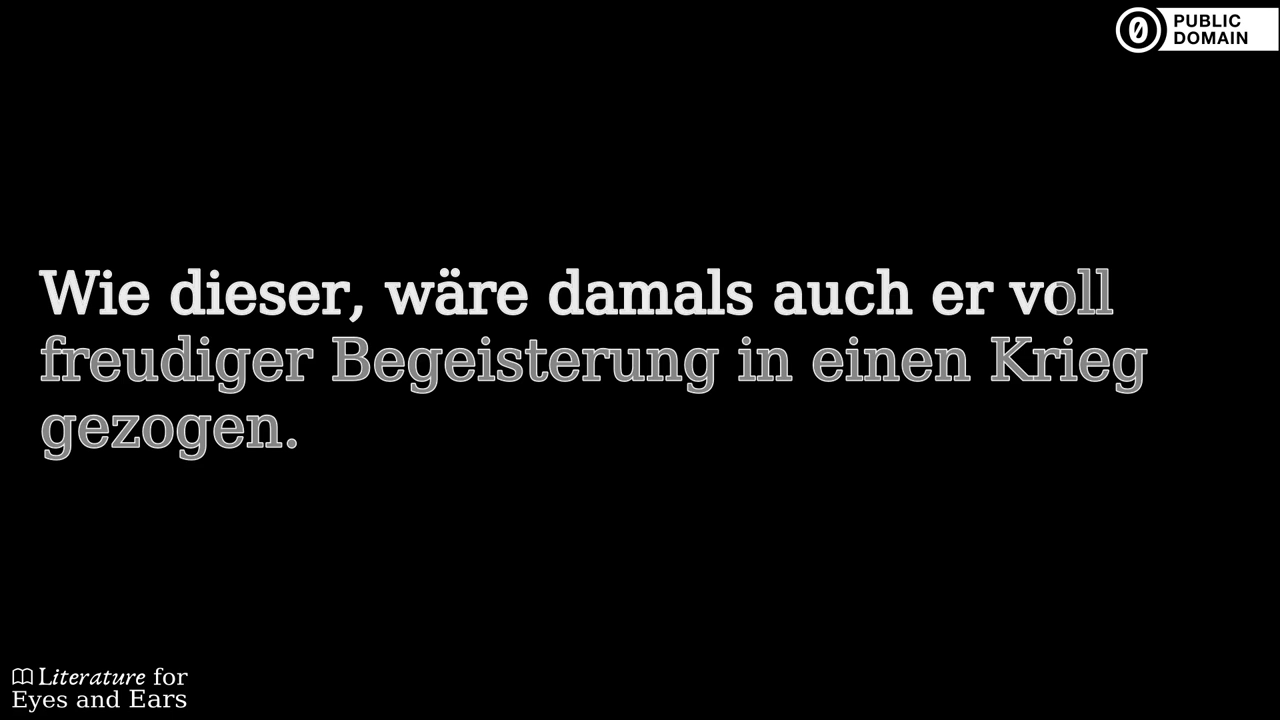 PUBLIC
DOMAIN
Wie dieser, wäre damals auch er voll
freudiger Begeisterung in einen Krieg
gezogen.
Literature for
Eyes and Ears